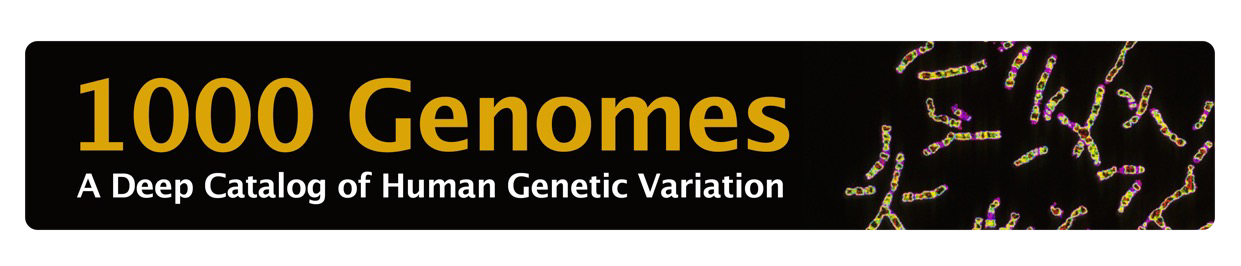 1000 Genomes
A Deep Catalog of Human Genetic Variation